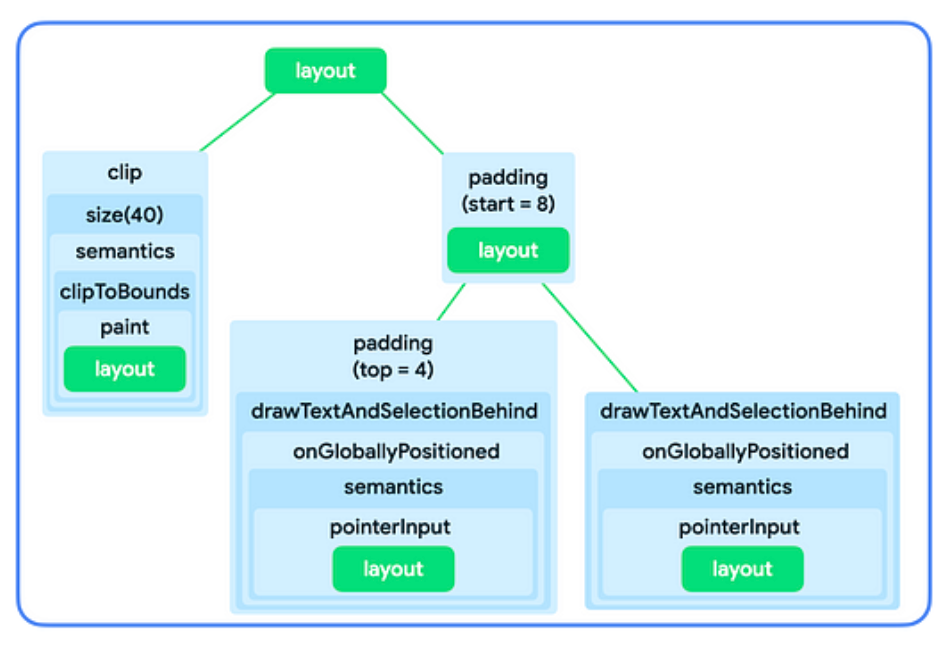 layout
clip
size(40)
semantics
clipToBounds
paint
layout
padding
(start = 8)
layout
padding
(top = 4)
drawTextAndSelectionBehind
onGloballyPositioned
semantics
pointerInput
layout
drawTextAndSelectionBehind
onGloballyPositioned
semantics
pointerInput
layout